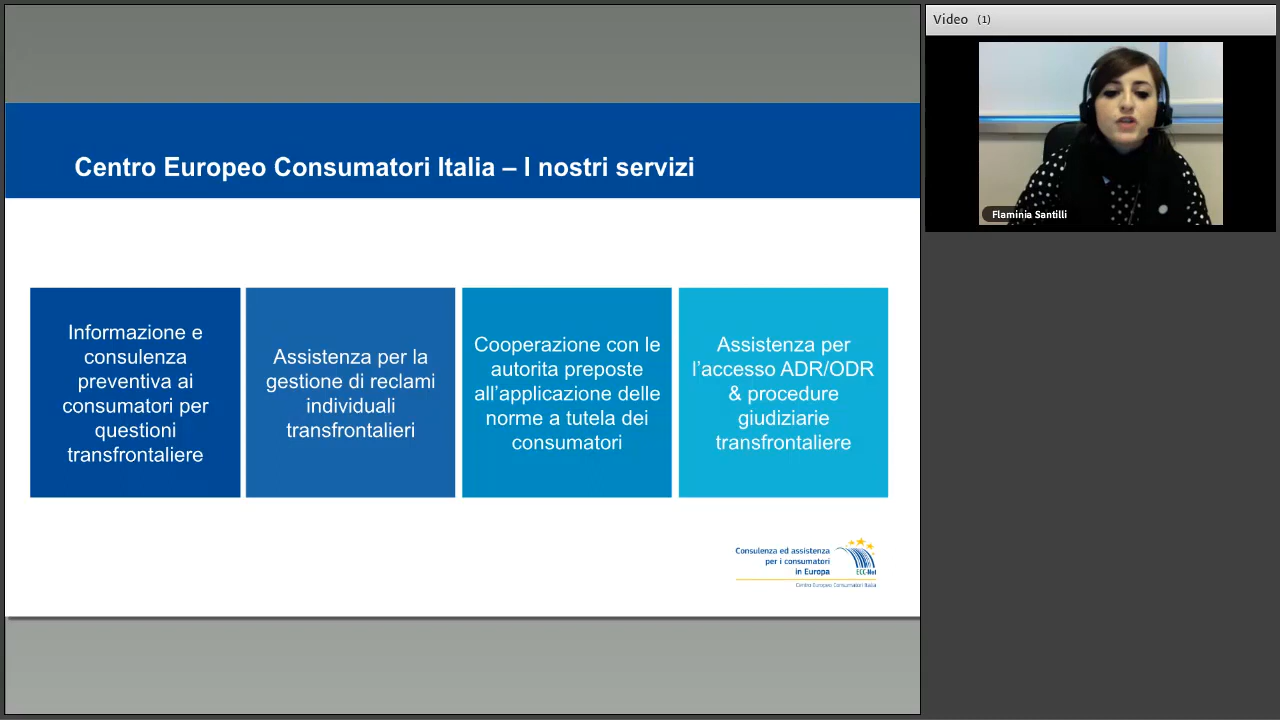 Video (1)
Flaminia Santilli
Centro Europeo Consumatori Italia – I nostri servizi
Informazione e
consulenza
preventiva ai
consumatori per
questioni
transfrontaliere
Assistenza per la
gestione di reclami
individuali
transfrontalieri
Cooperazione con le
autorita preposte
all’applicazione delle
norme a tutela dei
consumatori
Assistenza per
l’accesso ADR/ODR
& procedure
giudiziarie
transfrontaliere
Consulenza ed assistenza
per i consumatori
in Europa
ECC-Net
Centro Europeo Consumatori Italia